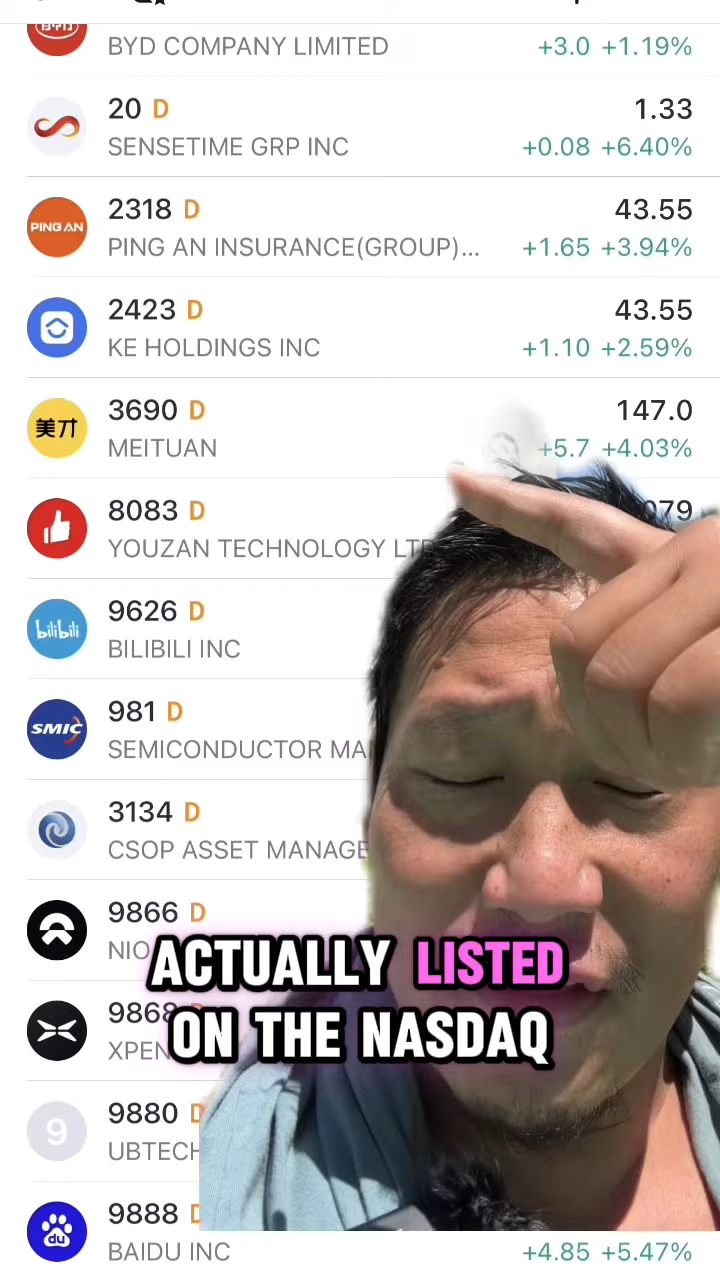 BYD COMPANY LIMITED
+3.0 +1.19%
20 D
1.33
SENSETIME GRP INC
+0.08 +6.40%
PING AN
2318 D
43.55
PING AN INSURANCE(GROUP)...
+1.65 +3.94%
2423 D
43.55
KE HOLDINGS INC
+1.10 +2.59%
3690 D
147.0
MEITUAN
+5.7 +4.03%
8083 D
079
YOUZAN TECHNOLOGY LTD
bilibili
9626 D
BILIBILI INC
SMIC
981 D
SEMICONDUCTOR MA
3134 D
CSOP ASSET MANAGE
9866 D
NIO
ACTUALLY LISTED
9868
ON THE NASDAQ
XPEN
9
9880 D
UBTECH
du
9888 D
BAIDU INC
+4.85 +5.47%